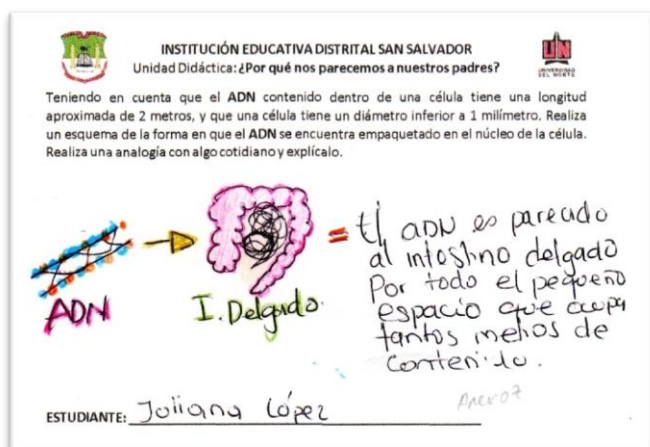 INSTITUCIÓN EDUCATIVA DISTRITAL SAN SALVADOR
Unidad Didáctica: ¿Por qué nos parecemos a nuestros padres?
UNIVERSIDAD
DEL NORTE
Teniendo en cuenta que el ADN contenido dentro de una célula tiene una longitud
aproximada de 2 metros, y que una célula tiene un diámetro inferior a 1 milímetro. Realiza
un esquema de la forma en que el ADN se encuentra empaquetado en el núcleo de la célula.
Realiza una analogía con algo cotidiano y explícalo.
ADN
I. Delgado.
= El ADN es parecido
al intostino delgado
Por todo el pequeño
espacio que ocupa
tantos metros de
contenido.
Anexo 7
ESTUDIANTE: Juliana López